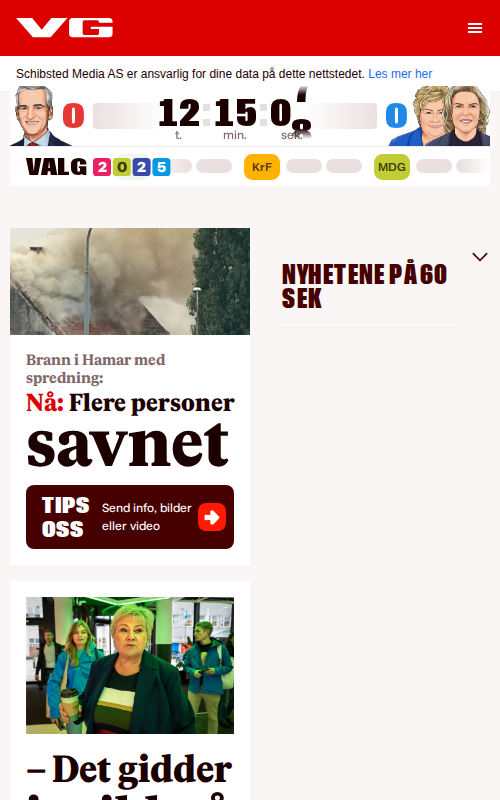 VG
Schibsted Media AS er ansvarlig for dine data på dette nettstedet. Les mer her
0
12:15:0
0
t.
min.
sek.
VALG 2025
KrF
MDG
NYHETENE PÅ 60
SEK
Brann i Hamar med
spredning:
Nå: Flere personer
savnet
TIPS
OSS
Send info, bilder
eller video
– Det gidder